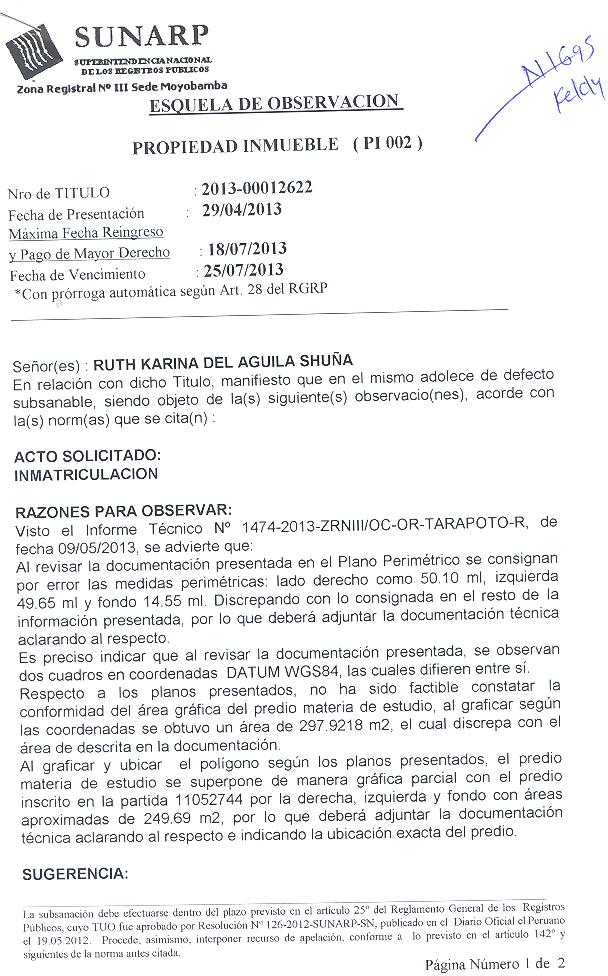 SUNARP
SUPERINTENDENCIA NACIONAL
DE LOS REGISTROS PUBLICOS
Zona Registral Nº III Sede Moyobamba
N1695
Keldy
ESQUELA DE OBSERVACION
PROPIEDAD INMUEBLE ( PI 002 )
Nro de TITULO : 2013-00012622
Fecha de Presentación : 29/04/2013
Máxima Fecha Reingreso
y Pago de Mayor Derecho : 18/07/2013
Fecha de Vencimiento : 25/07/2013
*Con prórroga automática según Art. 28 del RGRP
Señor(es) : RUTH KARINA DEL AGUILA SHUÑA
En relación con dicho Titulo, manifiesto que en el mismo adolece de defecto
subsanable, siendo objeto de la(s) siguiente(s) observacio(nes), acorde con
la(s) norm(as) que se cita(n) :
ACTO SOLICITADO:
INMATRICULACION
RAZONES PARA OBSERVAR:
Visto el Informe Técnico Nº 1474-2013-ZRNIII/OC-OR-TARAPOTO-R, de
fecha 09/05/2013, se advierte que:
Al revisar la documentación presentada en el Plano Perimétrico se consignan
por error las medidas perimétricas: lado derecho como 50.10 ml, izquierda
49.65 ml y fondo 14.55 ml. Discrepando con lo consignada en el resto de la
información presentada, por lo que deberá adjuntar la documentación técnica
aclarando al respecto.
Es preciso indicar que al revisar la documentación presentada, se observan
dos cuadros en coordenadas DATUM WGS84, las cuales difieren entre sí.
Respecto a los planos presentados, no ha sido factible constatar la
conformidad del área gráfica del predio materia de estudio, al graficar según
las coordenadas se obtuvo un área de 297.9218 m2, el cual discrepa con el
área de descrita en la documentación.
Al graficar y ubicar el polígono según los planos presentados, el predio
materia de estudio se superpone de manera gráfica parcial con el predio
inscrito en la partida 11052744 por la derecha, izquierda y fondo con áreas
aproximadas de 249.69 m2, por lo que deberá adjuntar la documentación
técnica aclarando al respecto e indicando la ubicación exacta del predio.
SUGERENCIA:
La subsanación debe efectuarse dentro del plazo previsto en el artículo 25º del Reglamento General de los Registros
Públicos, cuyo TUO fue aprobado por Resolución Nº 126-2012-SUNARP-SN, publicado en el Diario Oficial el Peruano
el 19.05.2012. Procede, asimismo, interponer recurso de apelación, conforme a lo previsto en el artículo 142º y
siguientes de la norma antes citada.
Página Número 1 de 2